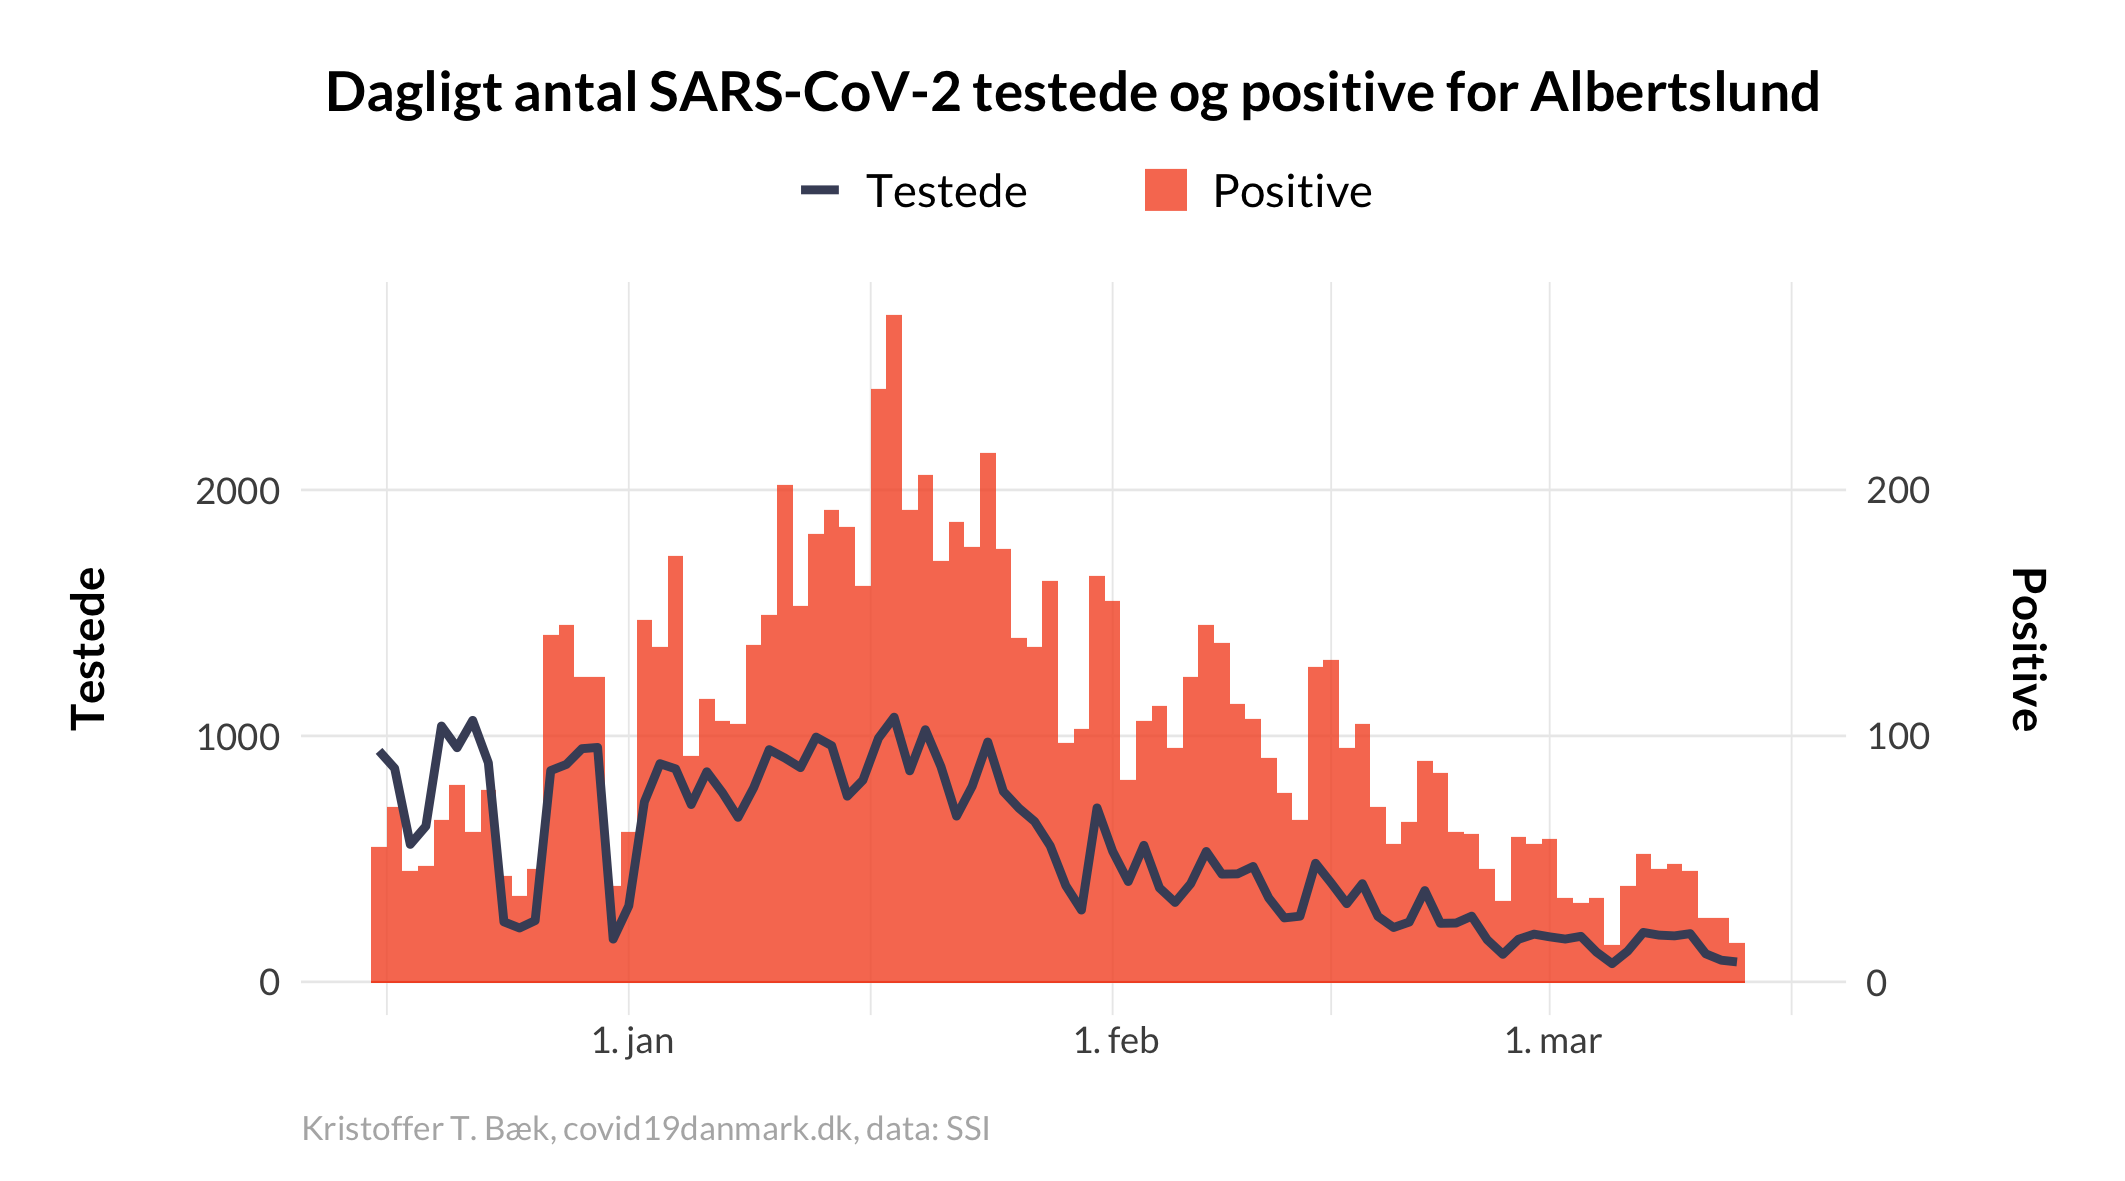 Dagligt antal SARS-CoV-2 testede og positive for Albertslund
Testede
Positive
Testede
2000
1000
0
200
100
0
Positive
1. jan
1. feb
1. mar
Kristoffer T. Bæk, covid19danmark.dk, data: SSI